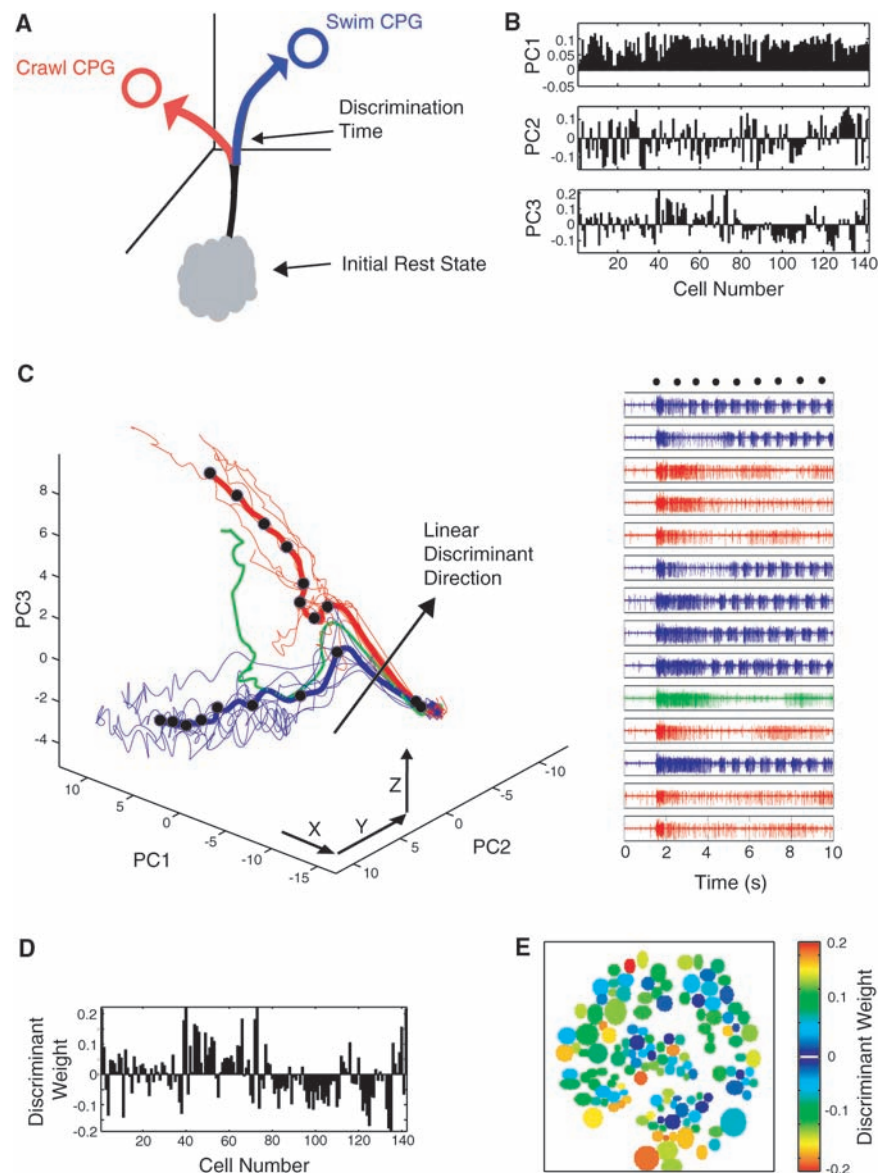 A
Swim CPG
Crawl CPG
Discrimination
Time
Initial Rest State
B
PC1
0.1
0.05
0
-0.05
PC2
0.1
0
-0.1
PC3
0.2
0.1
0
-0.1
20 40 60 80 100 120 140
Cell Number
C
PC3
8
6
4
2
0
-2
-4
Linear
Discriminant
Direction
X
Y
Z
10
5
0
-5
-10
-15
PC1
10
5
0
-5
-10
PC2
0 2 4 6 8 10
Time (s)
D
Discriminant
Weight
0.2
0.1
0
-0.1
-0.2
20 40 60 80 100 120 140
Cell Number
E
0.2
0.1
0
-0.1
-0.2
Discriminant Weight